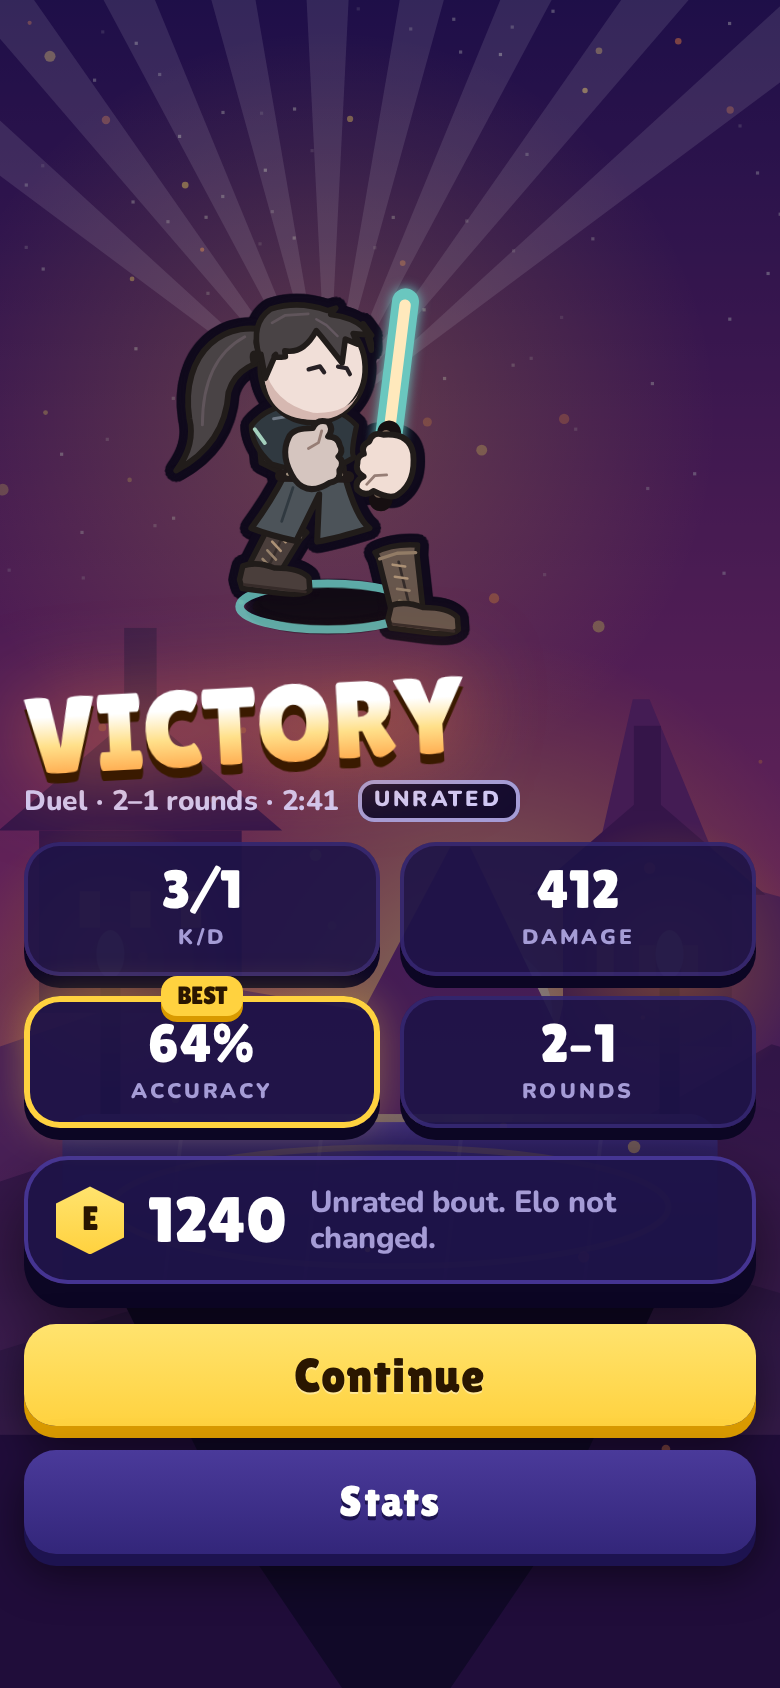 VICTORY
Duel · 2–1 rounds · 2:41 UNRATED
3/1
K/D
412
DAMAGE
BEST
64%
ACCURACY
2–1
ROUNDS
E
1240
Unrated bout. Elo not
changed.
Continue
Stats